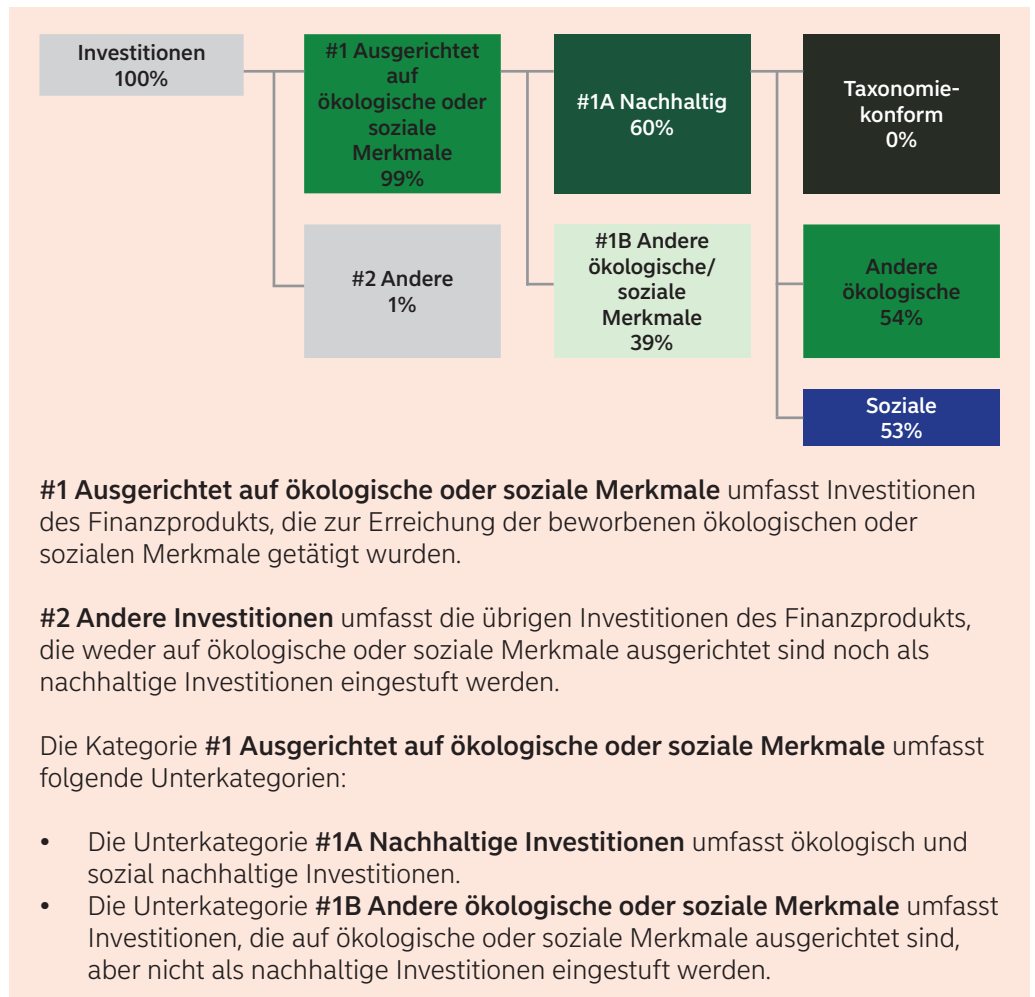 Investitionen
100%
#1 Ausgerichtet
auf
ökologische oder
soziale
Merkmale
99%
#1A Nachhaltig
60%
Taxonomie-
konform
0%
#2 Andere
1%
#1B Andere
ökologische/
soziale
Merkmale
39%
Andere
ökologische
54%
Soziale
53%
#1 Ausgerichtet auf ökologische oder soziale Merkmale umfasst Investitionen
des Finanzprodukts, die zur Erreichung der beworbenen ökologischen oder
sozialen Merkmale getätigt wurden.
#2 Andere Investitionen umfasst die übrigen Investitionen des Finanzprodukts,
die weder auf ökologische oder soziale Merkmale ausgerichtet sind noch als
nachhaltige Investitionen eingestuft werden.
Die Kategorie #1 Ausgerichtet auf ökologische oder soziale Merkmale umfasst
folgende Unterkategorien:
• Die Unterkategorie #1A Nachhaltige Investitionen umfasst ökologisch und
sozial nachhaltige Investitionen.
• Die Unterkategorie #1B Andere ökologische oder soziale Merkmale umfasst
Investitionen, die auf ökologische oder soziale Merkmale ausgerichtet sind,
aber nicht als nachhaltige Investitionen eingestuft werden.